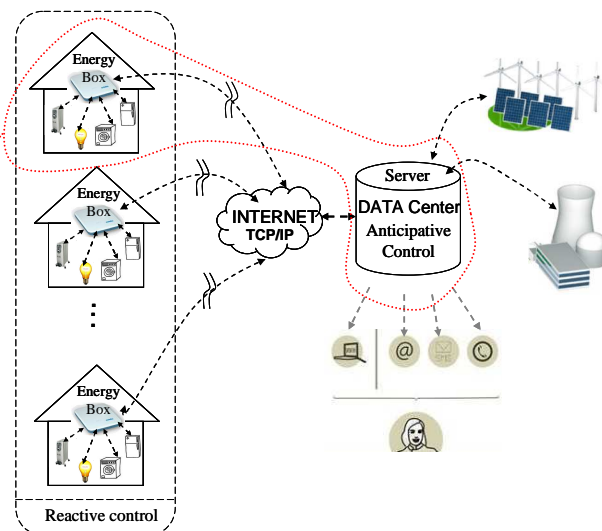 Energy
Box
Energy
Box
Energy
Box
Reactive control
INTERNET
TCP/IP
Server
DATA Center
Anticipative
Control
@
SMS